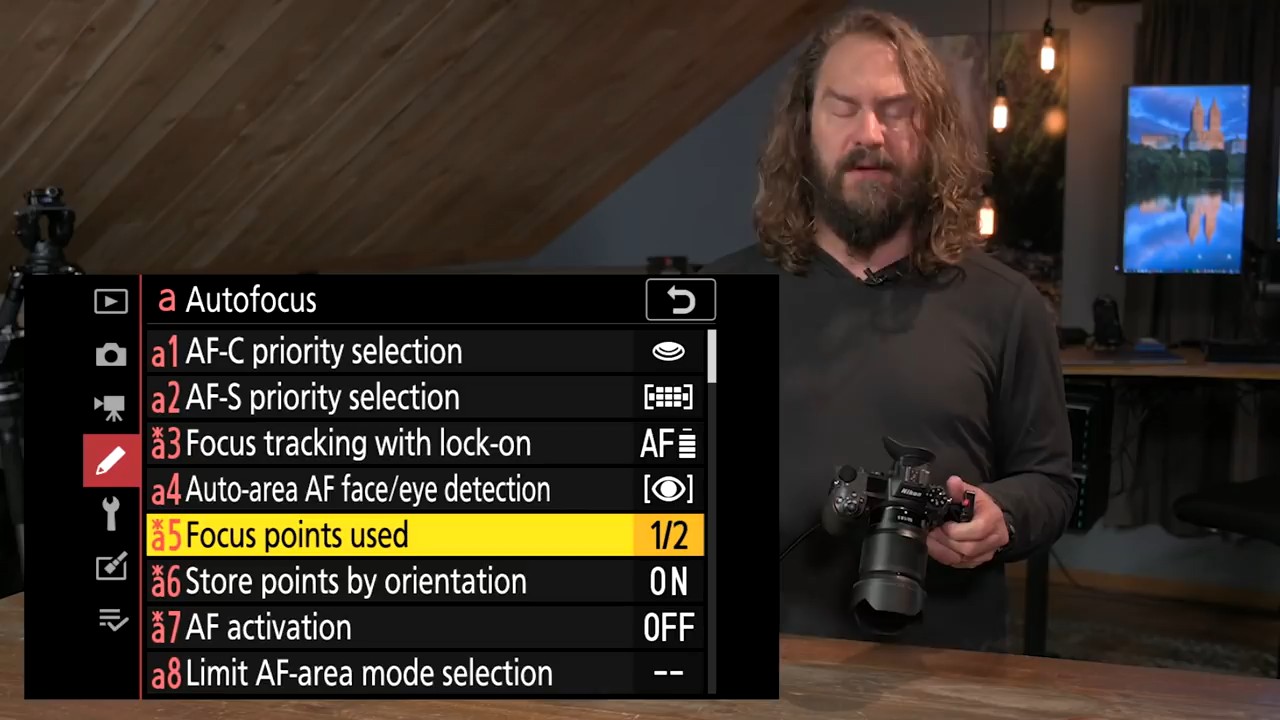 a Autofocus
a1 AF-C priority selection
a2 AF-S priority selection
*a3 Focus tracking with lock-on AF
a4 Auto-area AF face/eye detection
*a5 Focus points used 1/2
*a6 Store points by orientation ON
*a7 AF activation OFF
a8 Limit AF-area mode selection --
Nikon